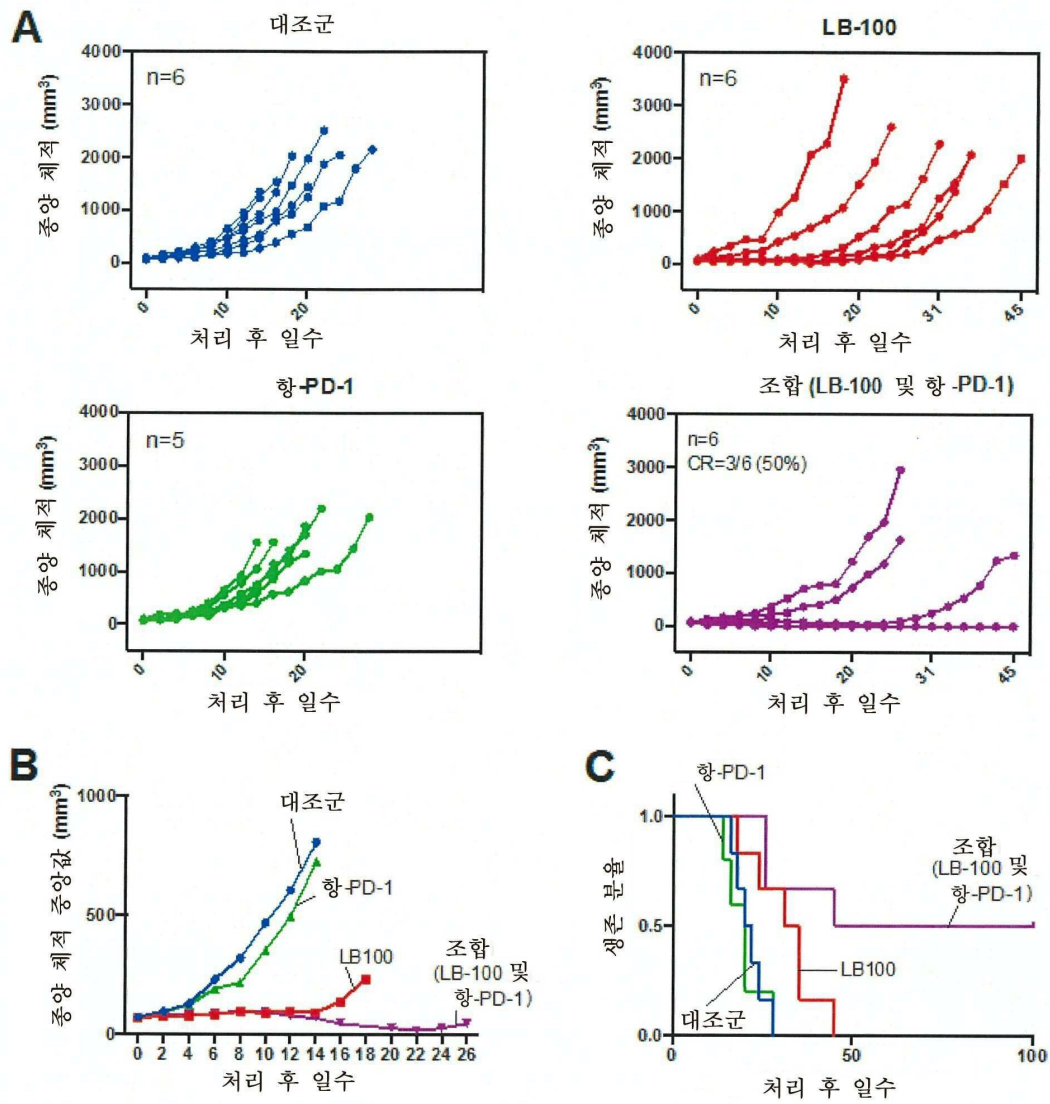 A
대조군
종양 체적 (mm³)
4000
3000
2000
1000
0
n=6
0
10
20
처리 후 일수
LB-100
종양 체적 (mm³)
4000
3000
2000
1000
0
n=6
0
10
20
31
45
처리 후 일수
항-PD-1
종양 체적 (mm³)
4000
3000
2000
1000
0
n=5
0
10
20
처리 후 일수
조합 (LB-100 및 항 -PD-1)
종양 체적 (mm³)
4000
3000
2000
1000
0
n=6
CR=3/6 (50%)
0
10
20
31
45
처리 후 일수
B
종양 체적 중앙값 (mm³)
1000
500
0
대조군
항-PD-1
LB100
조합
(LB-100 및
항-PD-1)
0 2 4 6 8 10 12 14 16 18 20 22 24 26
처리 후 일수
C
생존 분율
1.0
0.5
0.0
항-PD-1
조합
(LB-100 및
항-PD-1)
LB100
대조군
0
50
100
처리 후 일수